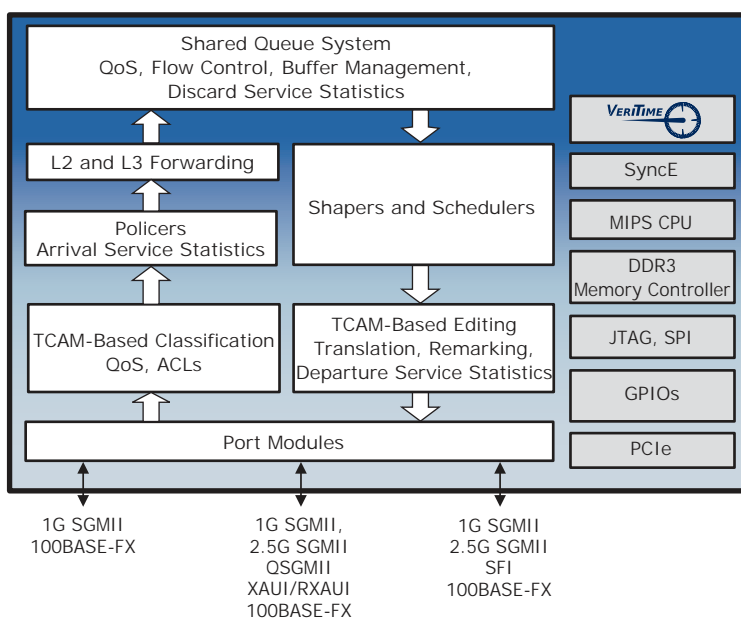 Shared Queue System
QoS, Flow Control, Buffer Management,
Discard Service Statistics
L2 and L3 Forwarding
Policers
Arrival Service Statistics
TCAM-Based Classification
QoS, ACLs
Shapers and Schedulers
TCAM-Based Editing
Translation, Remarking,
Departure Service Statistics
Port Modules
VERITIME
SyncE
MIPS CPU
DDR3
Memory Controller
JTAG, SPI
GPIOs
PCIe
1G SGMII
100BASE-FX
1G SGMII,
2.5G SGMII
QSGMII
XAUI/RXAUI
100BASE-FX
1G SGMII
2.5G SGMII
SFI
100BASE-FX